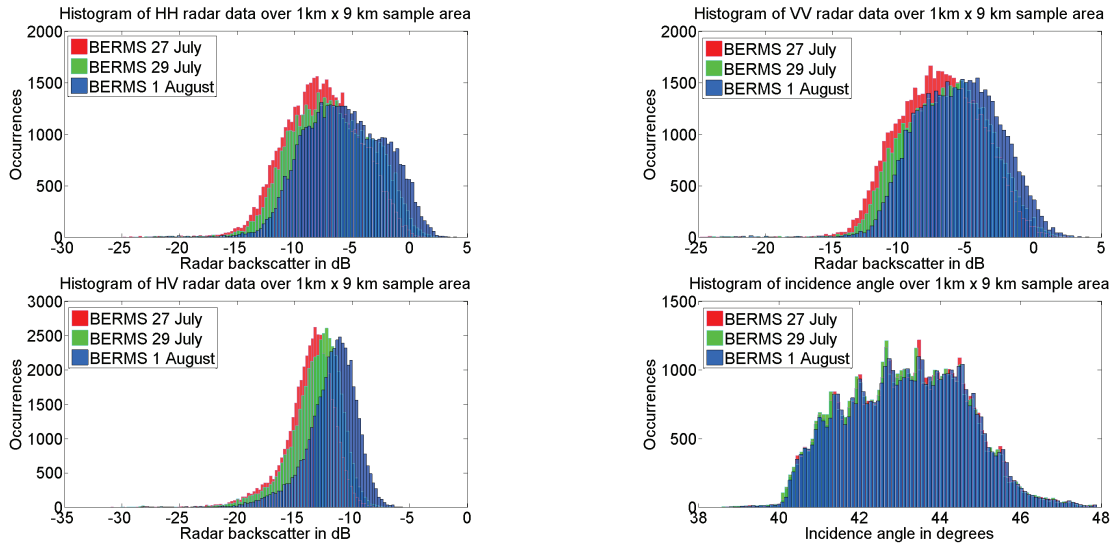 Histogram of HH radar data over 1km x 9 km sample area
2000
1500
1000
500
0
Occurrences
BERMS 27 July
BERMS 29 July
BERMS 1 August
-30 -25 -20 -15 -10 -5 0 5
Radar backscatter in dB
Histogram of VV radar data over 1km x 9 km sample area
2000
1500
1000
500
0
Occurrences
BERMS 27 July
BERMS 29 July
BERMS 1 August
-25 -20 -15 -10 -5 0 5
Radar backscatter in dB
Histogram of HV radar data over 1km x 9 km sample area
3000
2500
2000
1500
1000
500
0
Occurrences
BERMS 27 July
BERMS 29 July
BERMS 1 August
-35 -30 -25 -20 -15 -10 -5 0
Radar backscatter in dB
Histogram of incidence angle over 1km x 9 km sample area
1500
1000
500
0
Occurrences
BERMS 27 July
BERMS 29 July
BERMS 1 August
38 40 42 44 46 48
Incidence angle in degrees